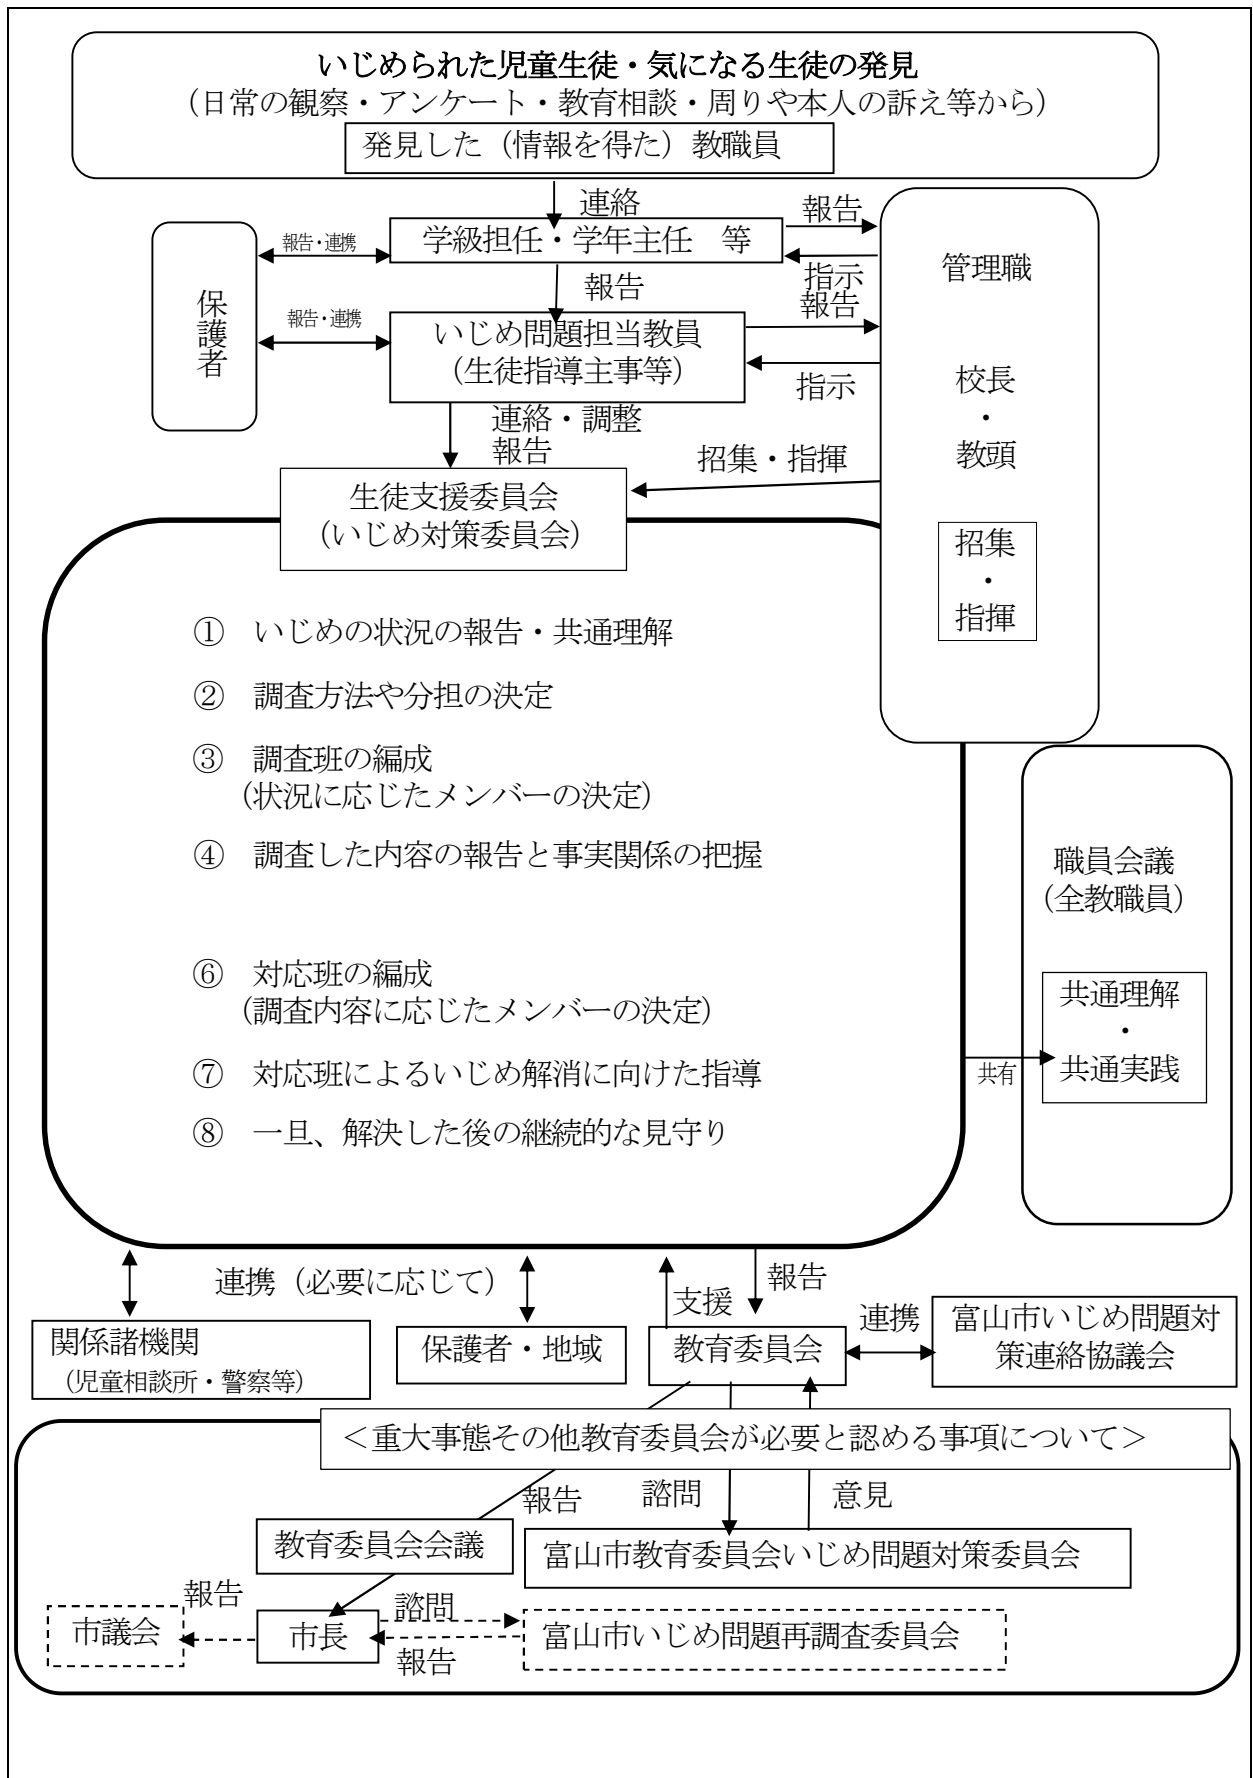 いじめられた児童生徒・気になる生徒の発見
（日常の観察・アンケート・教育相談・周りや本人の訴え等から）
発見した（情報を得た）教職員
連絡
報告
学級担任・学年主任　等
報告・連携
指示
管理職
報告
報告
保護者
報告・連携
いじめ問題担当教員
（生徒指導主事等）
指示
校長
・
教頭
連絡・調整
報告
招集・指揮
生徒支援委員会
（いじめ対策委員会）
招集
・
指揮
①　いじめの状況の報告・共通理解
②　調査方法や分担の決定
③　調査班の編成
（状況に応じたメンバーの決定）
④　調査した内容の報告と事実関係の把握
職員会議
（全教職員）
⑥　対応班の編成
（調査内容に応じたメンバーの決定）
共通理解
・
共通実践
⑦　対応班によるいじめ解消に向けた指導
共有
⑧　一旦、解決した後の継続的な見守り
連携（必要に応じて）
支援
報告
関係諸機関
（児童相談所・警察等）
保護者・地域
教育委員会
連携
富山市いじめ問題対
策連絡協議会
＜重大事態その他教育委員会が必要と認める事項について＞
報告
諮問
意見
教育委員会会議
富山市教育委員会いじめ問題対策委員会
報告
諮問
市議会
市長
富山市いじめ問題再調査委員会
報告